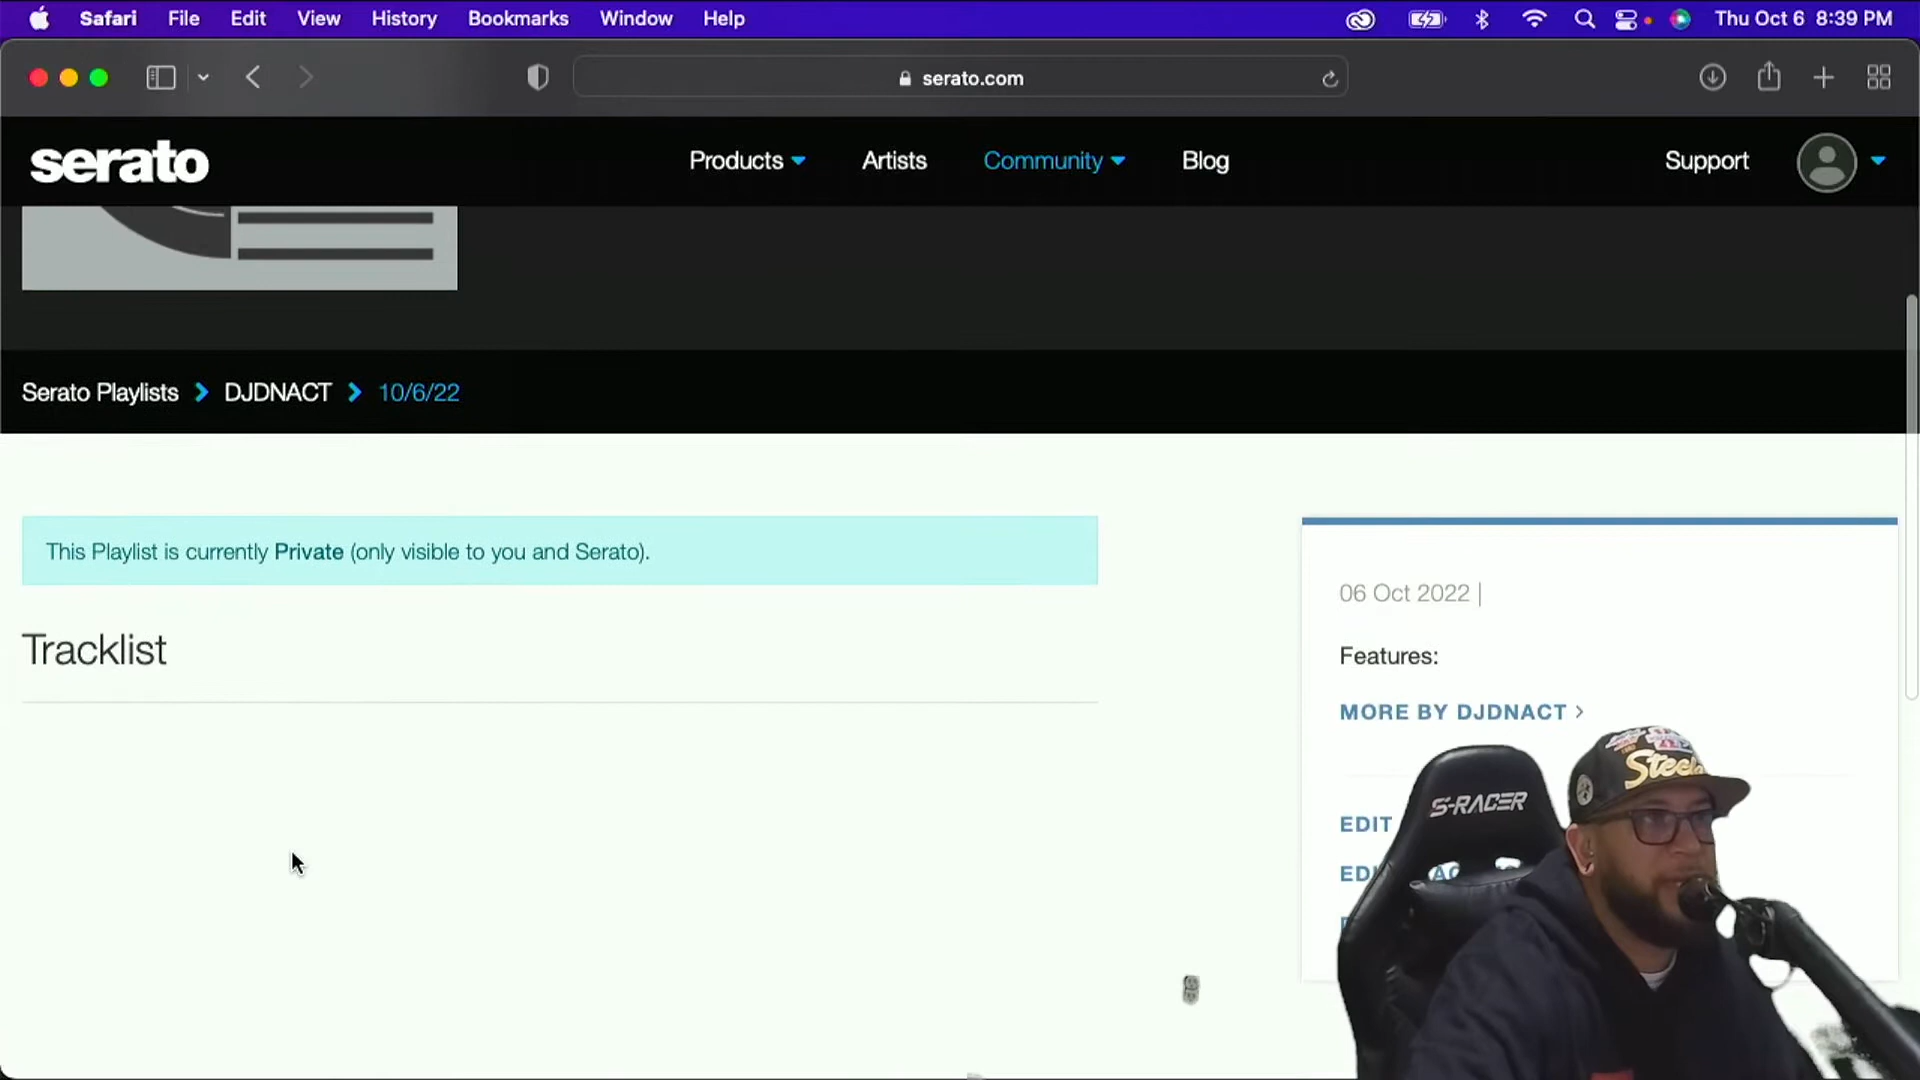 Safari File Edit View History Bookmarks Window Help Thu Oct 6 8:39 PM
serato.com
serato Products Artists Community Blog Support
Serato Playlists DJDNACT 10/6/22
This Playlist is currently Private (only visible to you and Serato).
06 Oct 2022 |
Tracklist
Features:
MORE BY DJDNACT
Steel
S-RACER
EDIT